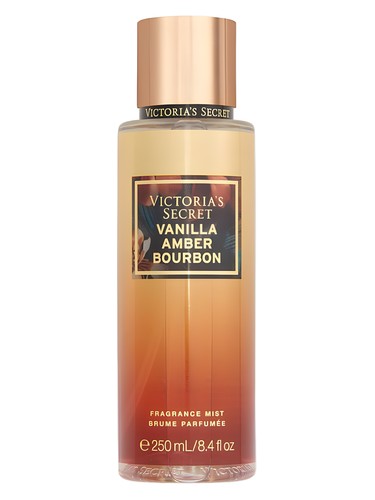 VICTORIA'S SECRET
VICTORIA'S
SECRET
VANILLA
AMBER
BOURBON
FRAGRANCE MIST
BRUME PARFUMÉE
℮ 250 mL/8.4 fl oz